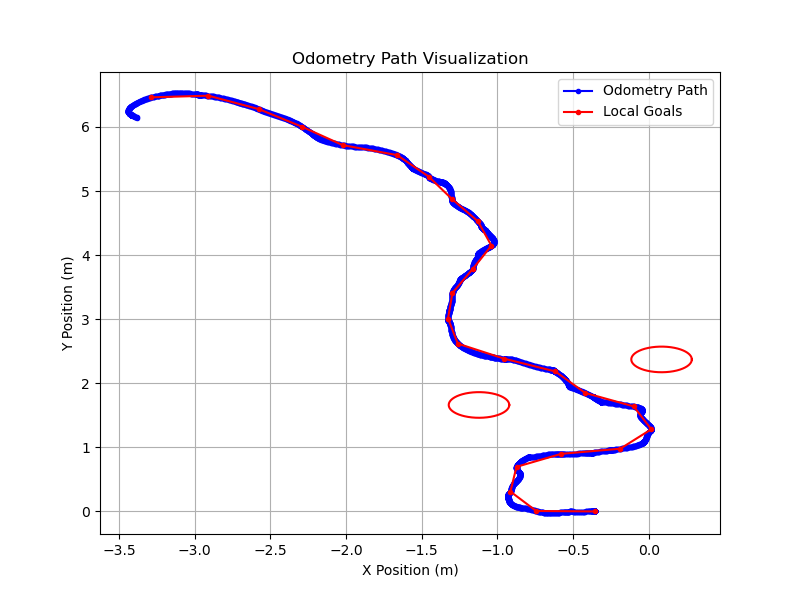 Odometry Path Visualization
Odometry Path
Local Goals
Y Position (m)
6
5
4
3
2
1
0
−3.5 −3.0 −2.5 −2.0 −1.5 −1.0 −0.5 0.0
X Position (m)